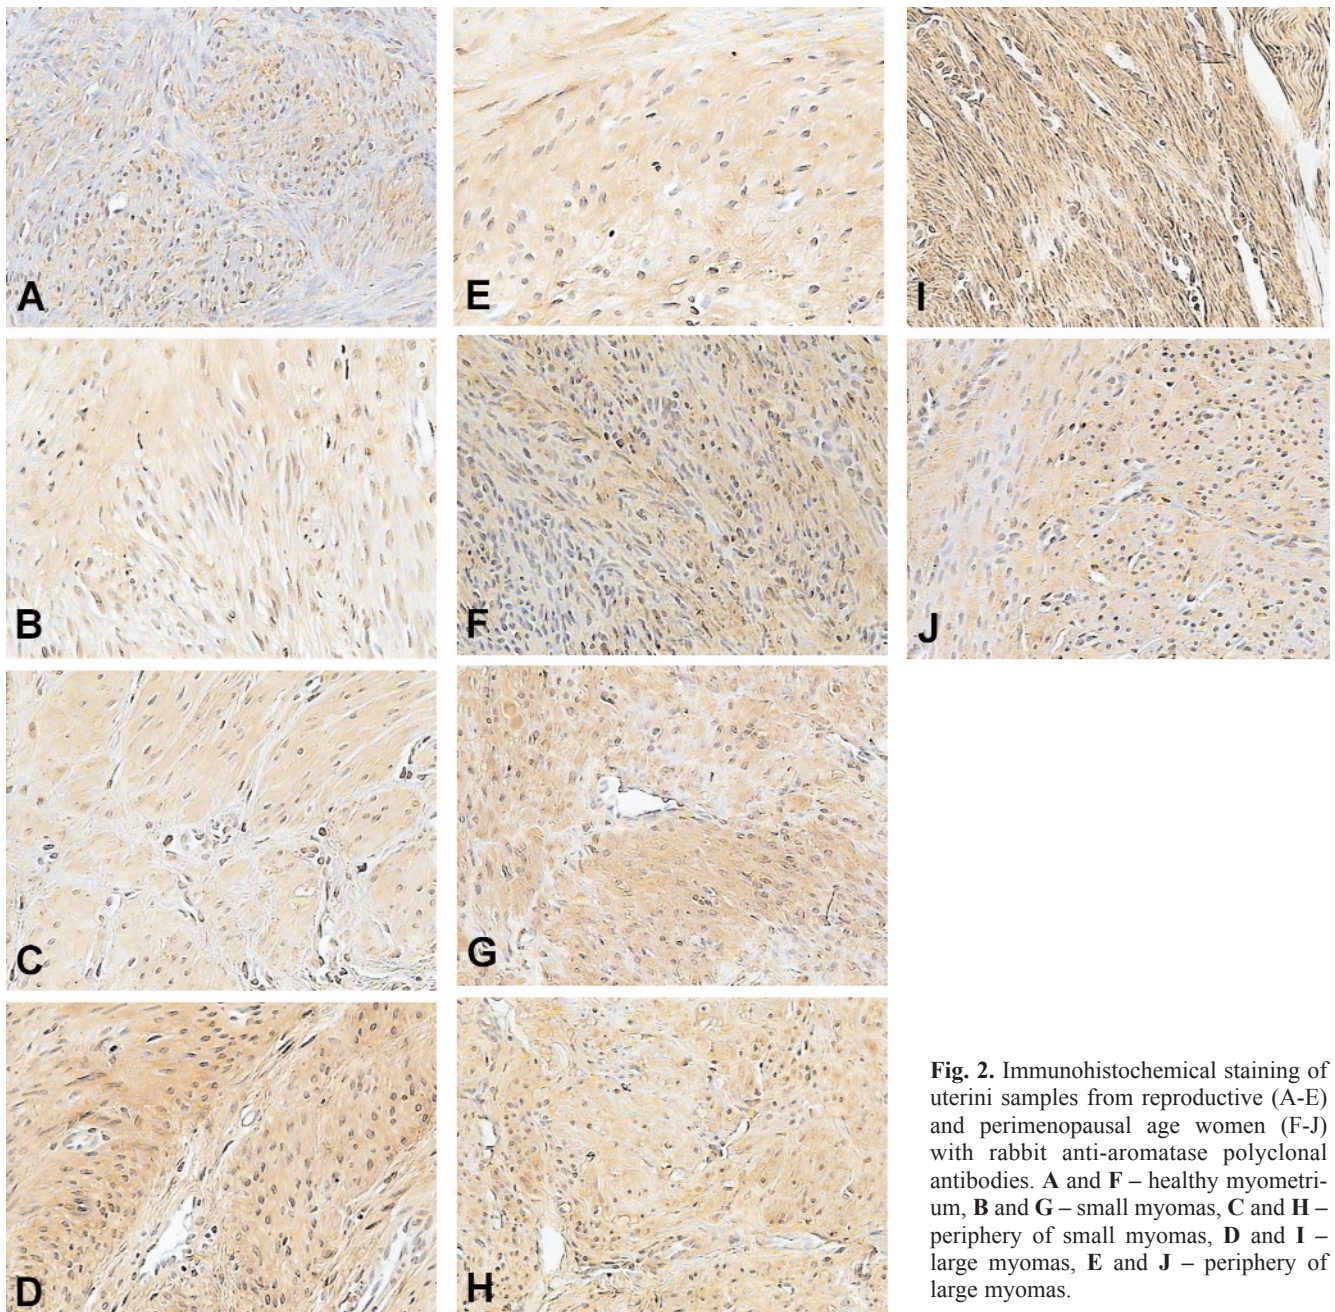 A
E
I
B
F
J
C
G
D
H
Fig. 2. Immunohistochemical staining of
uterini samples from reproductive (A-E)
and perimenopausal age women (F-J)
with rabbit anti-aromatase polyclonal
antibodies. A and F – healthy myometri-
um, B and G – small myomas, C and H –
periphery of small myomas, D and I –
large myomas, E and J – periphery of
large myomas.